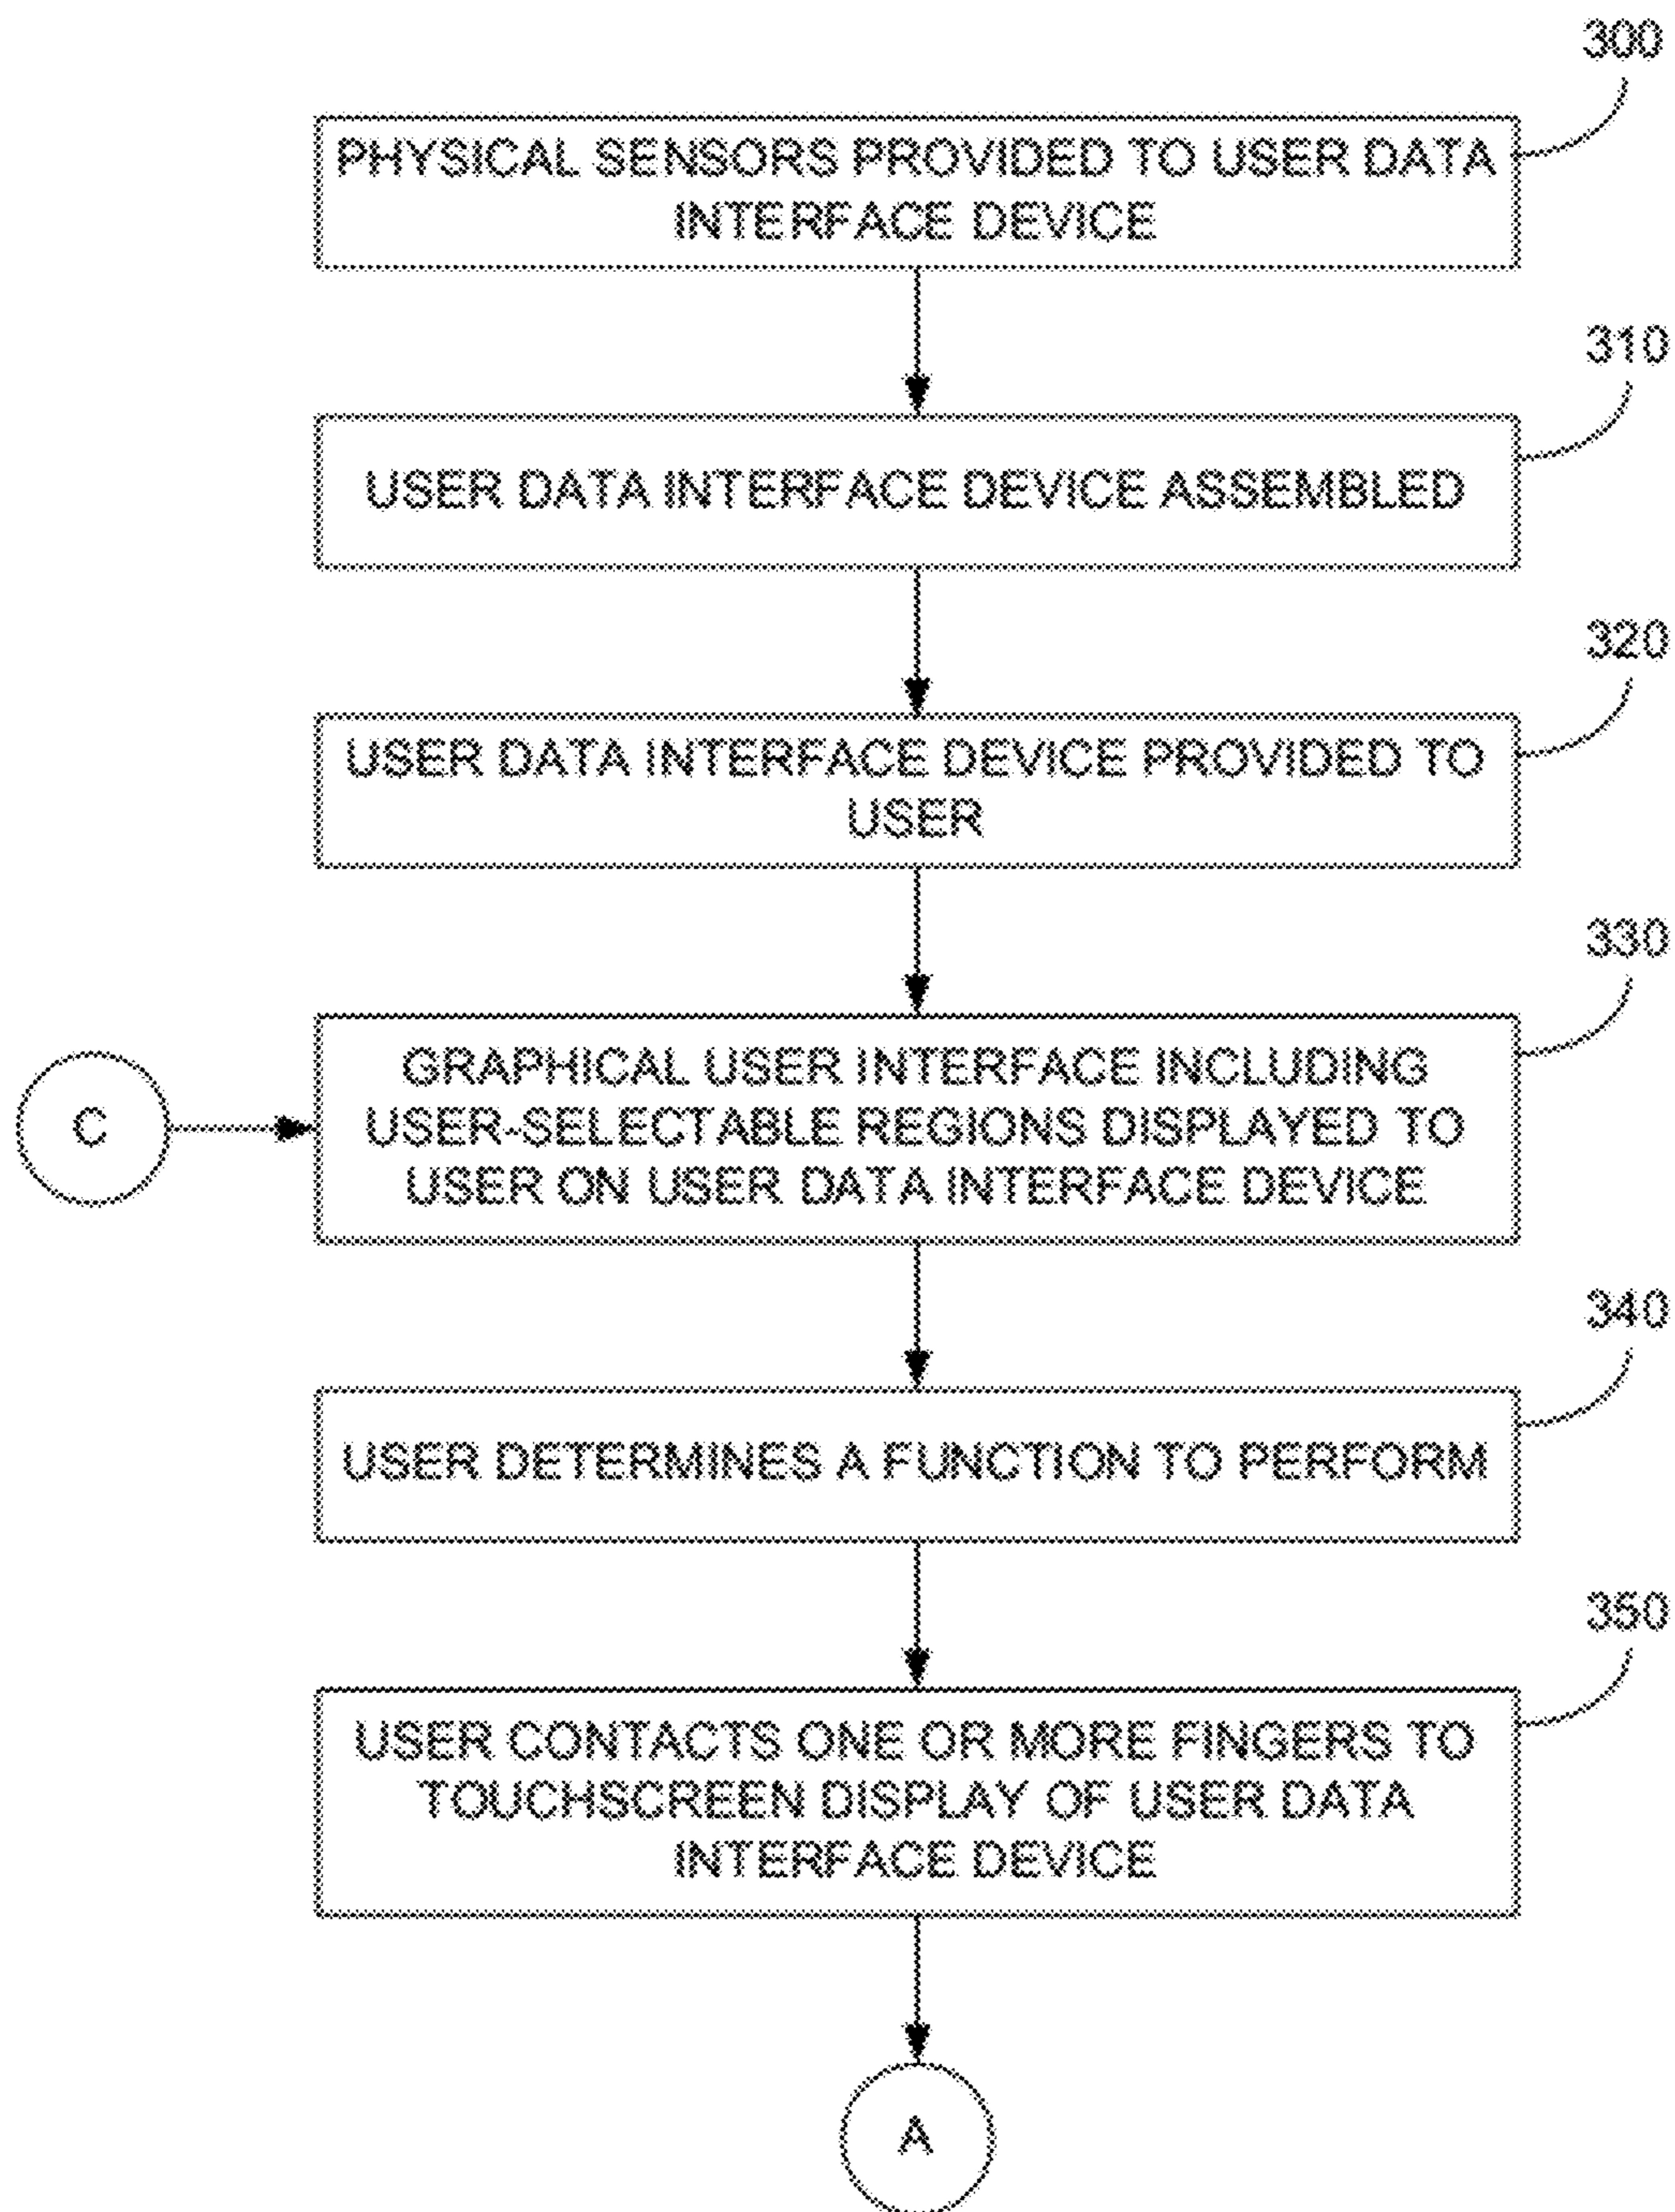 300
PHYSICAL SENSORS PROVIDED TO USER DATA
INTERFACE DEVICE
310
USER DATA INTERFACE DEVICE ASSEMBLED
320
USER DATA INTERFACE DEVICE PROVIDED TO
USER
330
GRAPHICAL USER INTERFACE INCLUDING
USER-SELECTABLE REGIONS DISPLAYED TO
USER ON USER DATA INTERFACE DEVICE
C
340
USER DETERMINES A FUNCTION TO PERFORM
350
USER CONTACTS ONE OR MORE FINGERS TO
TOUCHSCREEN DISPLAY OF USER DATA
INTERFACE DEVICE
A